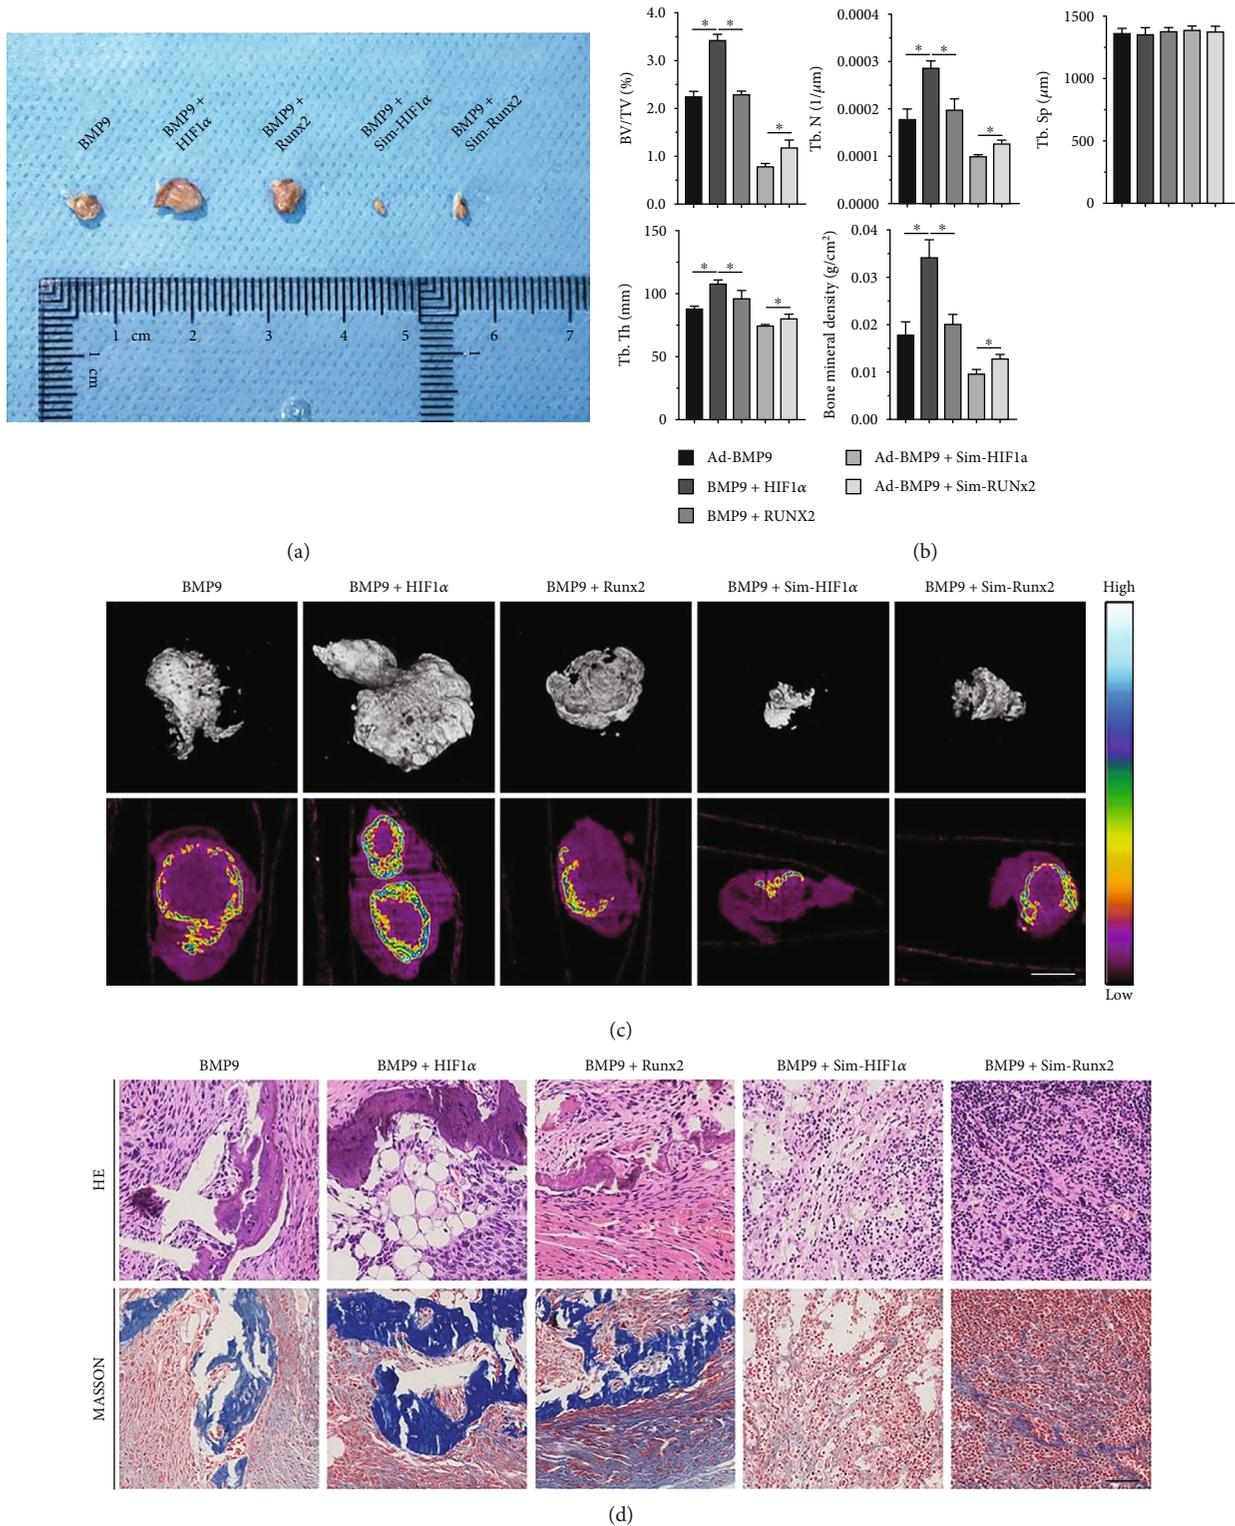 BMP9
BMP9 +
HIF1α
BMP9 +
Runx2
BMP9 +
Sim-HIF1α
BMP9 +
Sim-Runx2
1 cm 2 3 4 5 6 7
1 cm
1
(a)
BV/TV (%)
4.0
3.0
2.0
1.0
0.0
* *
*
Tb. N (1/μm)
0.0004
0.0003
0.0002
0.0001
0.0000
* *
*
Tb. Sp (μm)
1500
1000
500
0
Tb. Th (mm)
150
100
50
0
* *
*
Bone mineral density (g/cm²)
0.04
0.03
0.02
0.01
0.00
* *
*
Ad-BMP9
BMP9 + HIF1α
BMP9 + RUNX2
Ad-BMP9 + Sim-HIF1a
Ad-BMP9 + Sim-RUNx2
(b)
BMP9 BMP9 + HIF1α BMP9 + Runx2 BMP9 + Sim-HIF1α BMP9 + Sim-Runx2
High
Low
(c)
BMP9 BMP9 + HIF1α BMP9 + Runx2 BMP9 + Sim-HIF1α BMP9 + Sim-Runx2
HE
MASSON
(d)